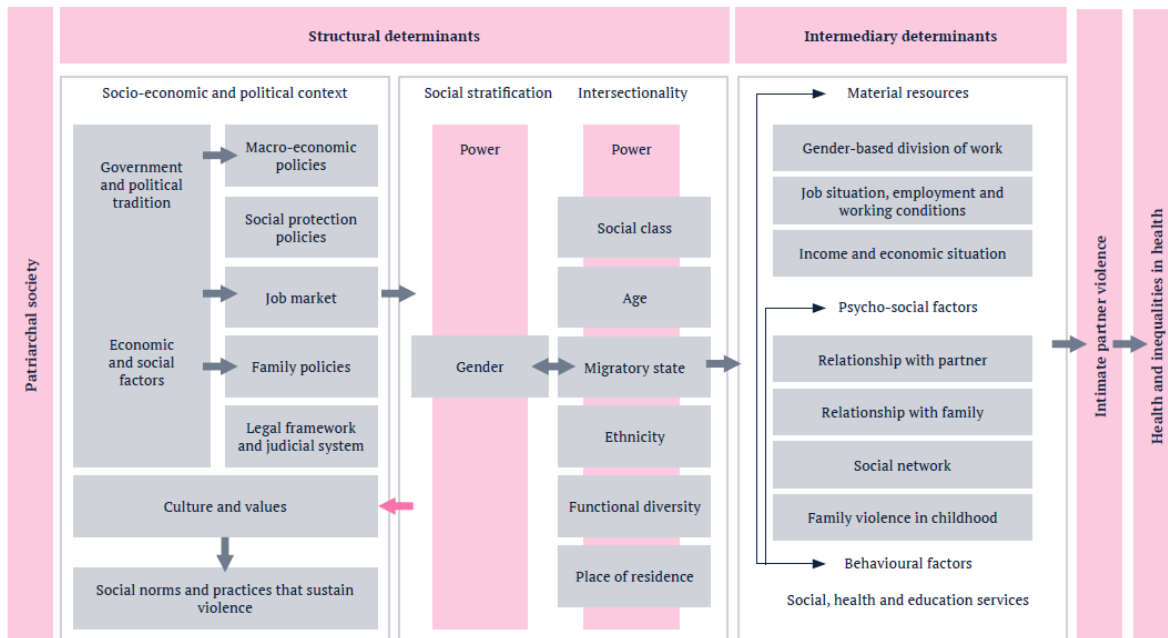 Patriarchal society
Structural determinants
Socio-economic and political context
Government
and political
tradition
Economic
and social
factors
Macro-economic
policies
Social protection
policies
Job market
Family policies
Legal framework
and judicial system
Culture and values
Social norms and practices that sustain
violence
Social stratification
Power
Gender
Intersectionality
Power
Social class
Age
Migratory state
Ethnicity
Functional diversity
Place of residence
Intermediary determinants
Material resources
Gender-based division of work
Job situation, employment and
working conditions
Income and economic situation
Psycho-social factors
Relationship with partner
Relationship with family
Social network
Family violence in childhood
Behavioural factors
Social, health and education services
Intimate partner violence
Health and inequalities in health